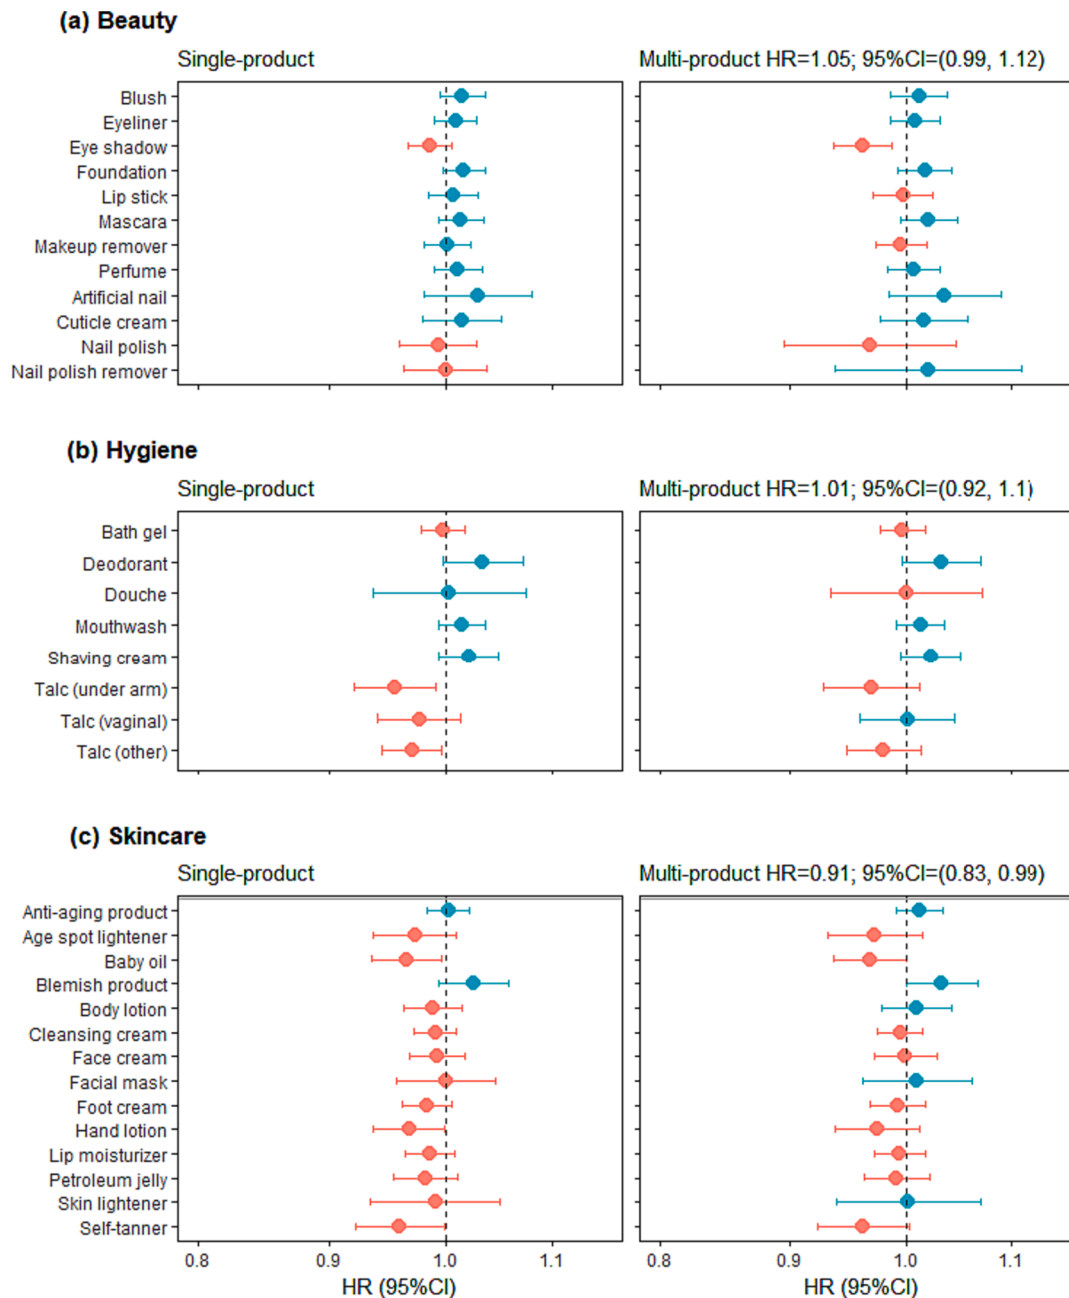 (a) Beauty
Single-product
Multi-product HR=1.05; 95%CI=(0.99, 1.12)
Blush
Eyeliner
Eye shadow
Foundation
Lip stick
Mascara
Makeup remover
Perfume
Artificial nail
Cuticle cream
Nail polish
Nail polish remover
(b) Hygiene
Single-product
Multi-product HR=1.01; 95%CI=(0.92, 1.1)
Bath gel
Deodorant
Douche
Mouthwash
Shaving cream
Talc (under arm)
Talc (vaginal)
Talc (other)
(c) Skincare
Single-product
Multi-product HR=0.91; 95%CI=(0.83, 0.99)
Anti-aging product
Age spot lightener
Baby oil
Blemish product
Body lotion
Cleansing cream
Face cream
Facial mask
Foot cream
Hand lotion
Lip moisturizer
Petroleum jelly
Skin lightener
Self-tanner
0.8 0.9 1.0 1.1
0.8 0.9 1.0 1.1
HR (95%CI)
HR (95%CI)